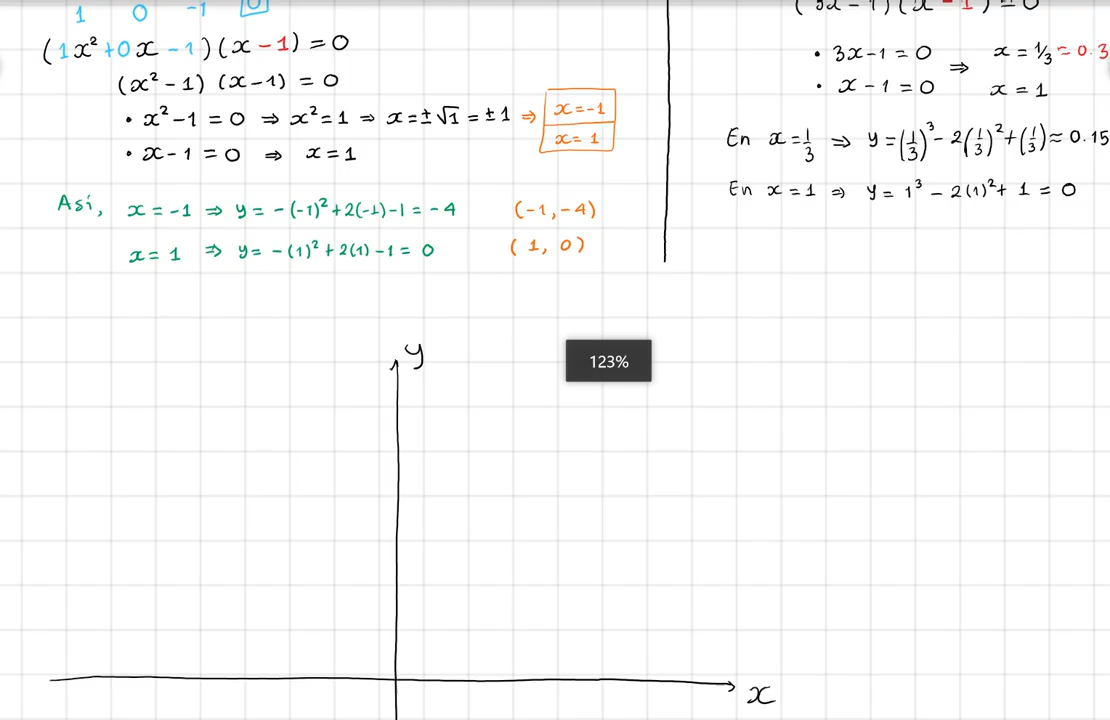 1 0 -1 0
(1x²+0x-1)(x-1)=0
(x²-1)(x-1)=0
• x²-1=0 ⇒ x²=1 ⇒ x=±√1=±1 ⇒ x=-1
x=1
• x-1=0 ⇒ x=1
Así, x=-1 ⇒ y=-(-1)²+2(-1)-1=-4 (-1,-4)
x=1 ⇒ y=-(1)²+2(1)-1=0 (1,0)
(3x-1)(x-1)=0
• 3x-1=0 ⇒ x=1/3≈0.3
• x-1=0 x=1
En x=1/3 ⇒ y=(1/3)³-2(1/3)²+(1/3)≈0.15
En x=1 ⇒ y=1³-2(1)²+1=0
y
123%
x